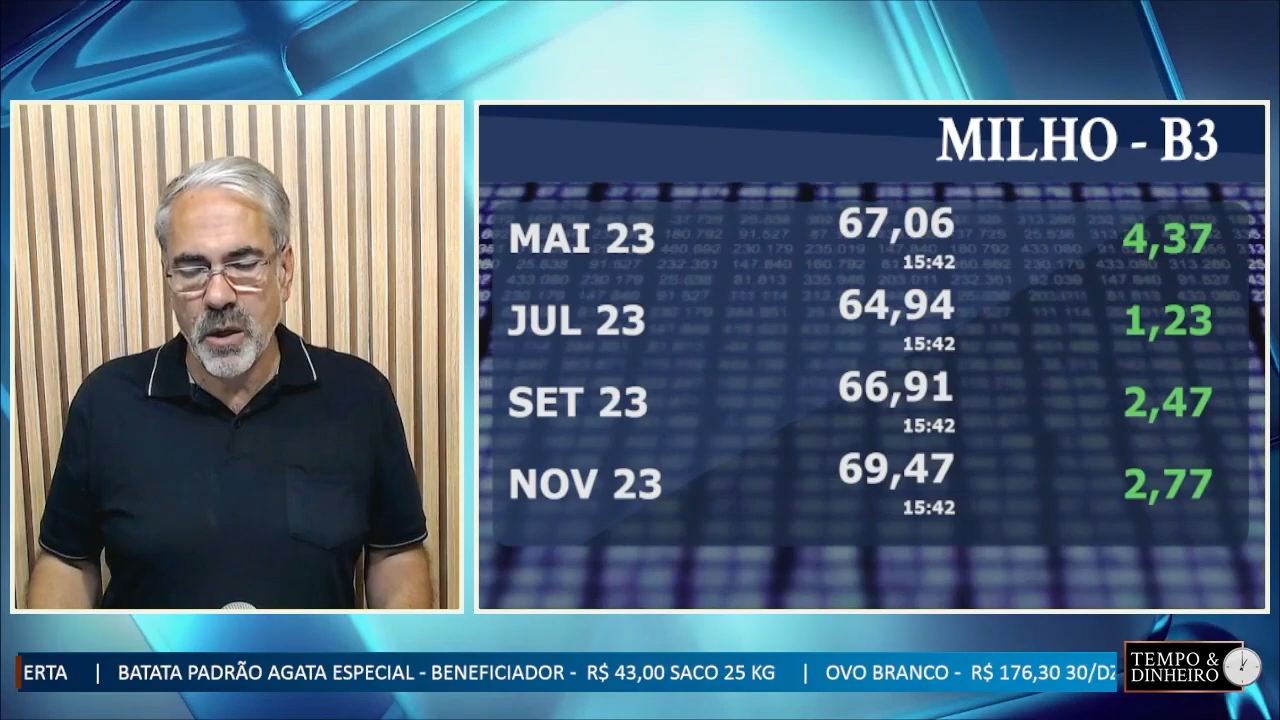 MILHO - B3
MAI 23 67,06 4,37
15:42
JUL 23 64,94 1,23
15:42
SET 23 66,91 2,47
15:42
NOV 23 69,47 2,77
15:42
ERTA | BATATA PADRÃO AGATA ESPECIAL - BENEFICIADOR - R$ 43,00 SACO 25 KG | OVO BRANCO - R$ 176,30 30/DZ
TEMPO &
DINHEIRO